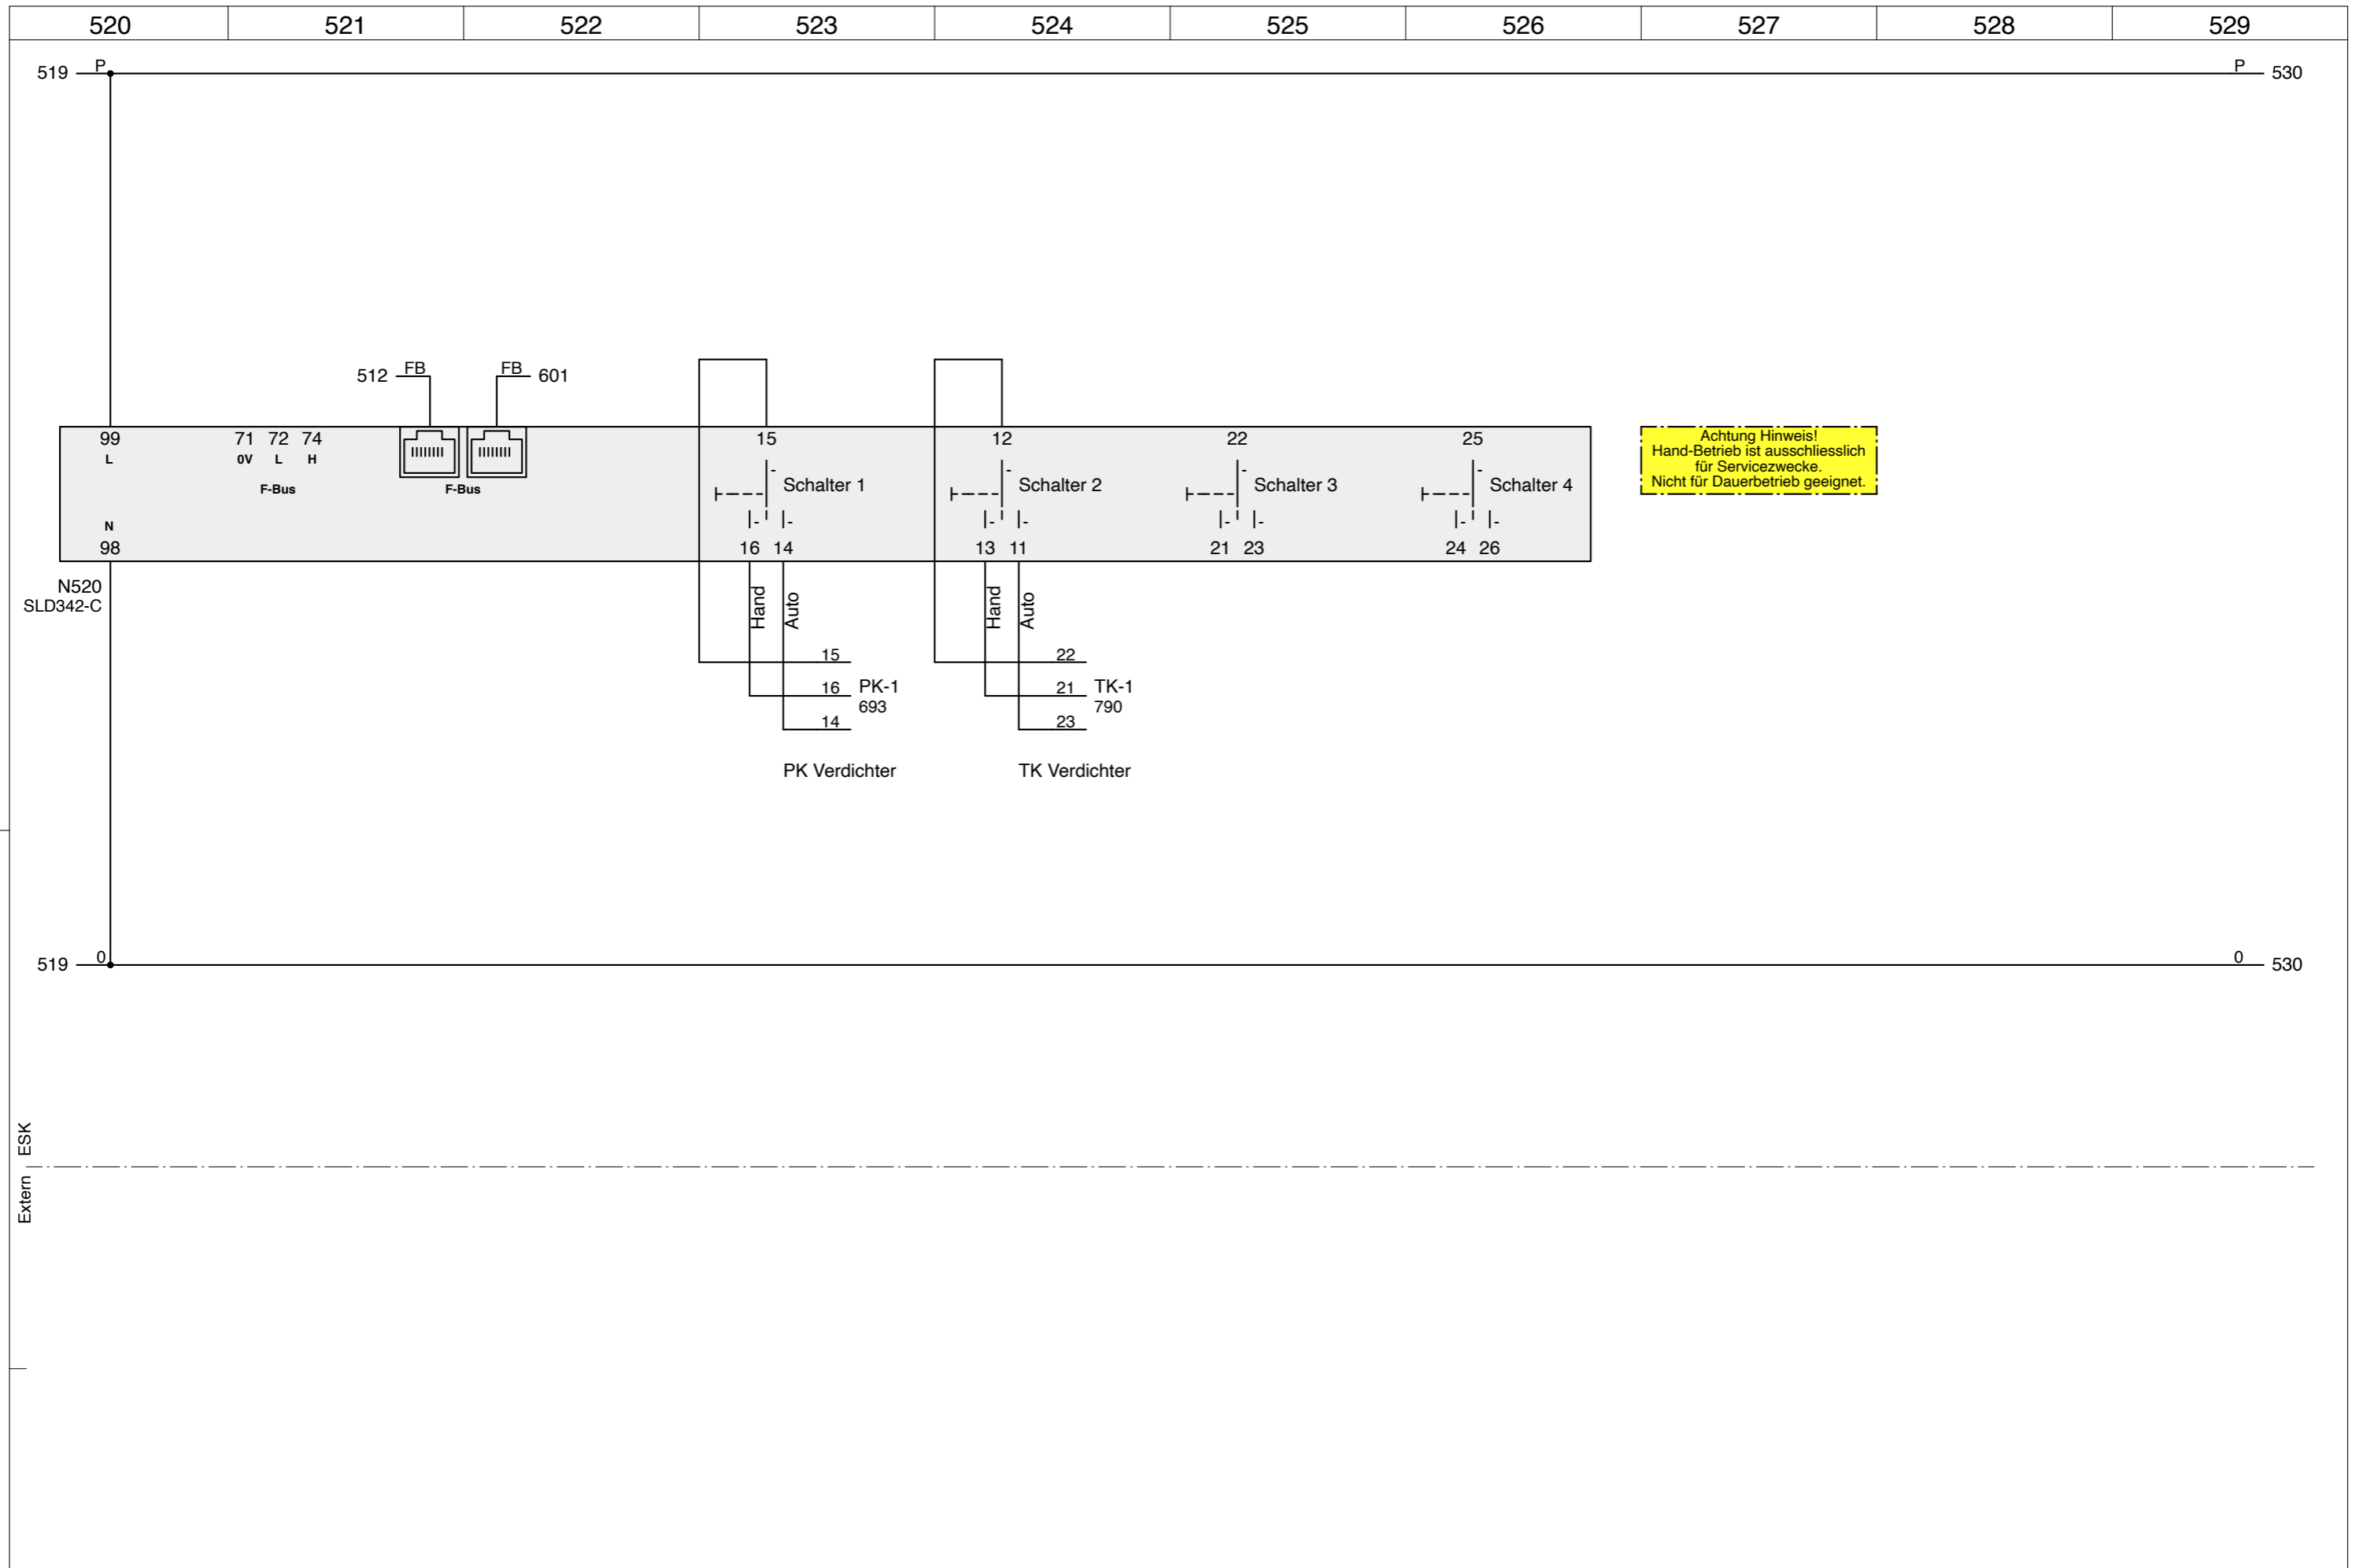 520 521 522 523 524 525 526 527 528 529
519 P P 530
512 FB FB 601
99 71 72 74 15 12 22 25
L 0V L H
F-Bus F-Bus
Schalter 1 Schalter 2 Schalter 3 Schalter 4
Achtung Hinweis!
Hand-Betrieb ist ausschliesslich
für Servicezwecke.
Nicht für Dauerbetrieb geeignet.
N
98 16 14 13 11 21 23 24 26
N520
SLD342-C
Hand Auto Hand Auto
15 22
16 PK-1 21 TK-1
693 790
14 23
PK Verdichter TK Verdichter
519 0 0 530
ESK
Extern